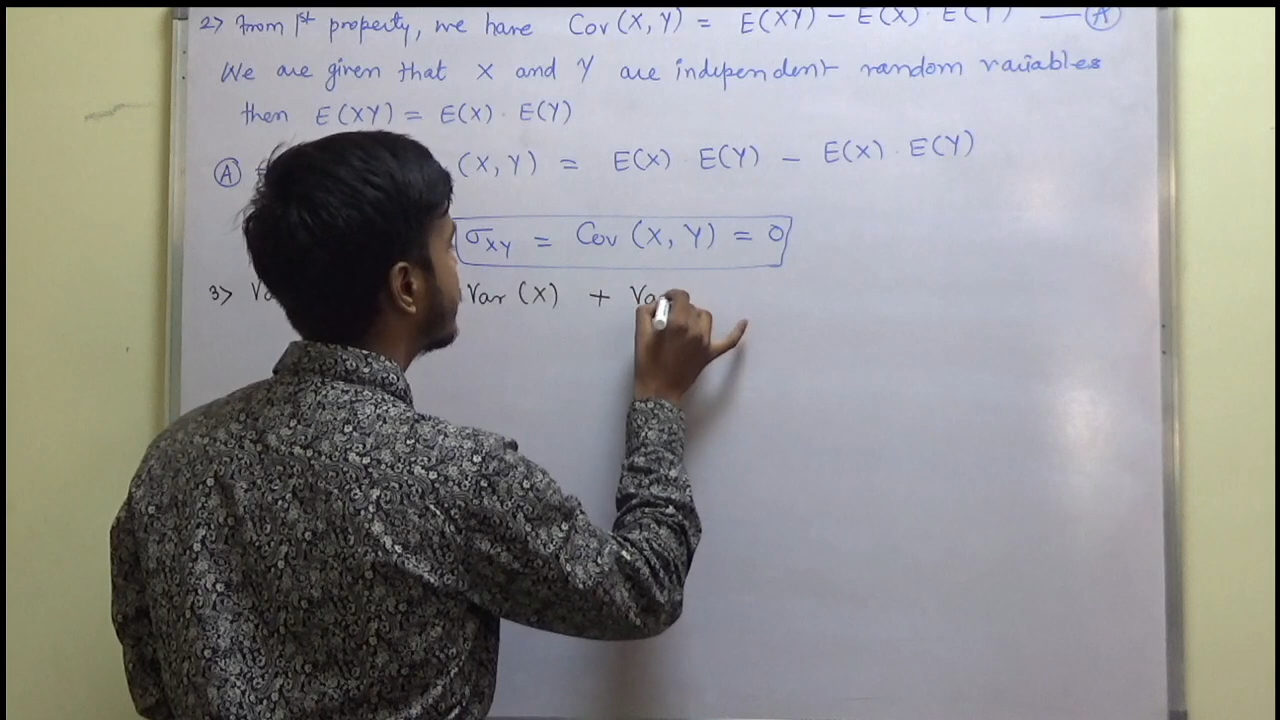 2> From 1st property, we have Cov (X, Y) = E(XY) - E(X) · E(Y) — (A)
We are given that X and Y are independent random variables
then E(XY) = E(X) · E(Y)
(A) (X, Y) = E(X) · E(Y) - E(X) · E(Y)
σXY = Cov (X, Y) = 0
3> Var (X) + Va